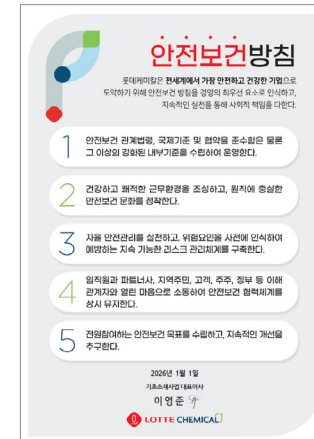 안전보건방침
롯데케미칼은 전세계에서 가장 안전하고 건강한 기업으로
도약하기 위해 안전보건 방침을 경영의 최우선 요소로 인식하고,
지속적인 실천을 통해 사회적 책임을 다한다.
1
안전보건 관계법령, 국제기준 및 협약을 준수함은 물론
그 이상의 강화된 내부기준을 수립하여 운영한다.
2
건강하고 쾌적한 근무환경을 조성하고, 원칙에 충실한
안전보건 문화를 정착한다.
3
자율 안전관리를 실천하고, 위험요인을 사전에 인식하여
예방하는 지속 가능한 리스크 관리체계를 구축한다.
4
임직원과 파트너사, 지역주민, 고객, 주주, 정부 등 이해
관계자와 열린 마음으로 소통하여 안전보건 협력체계를
상시 유지한다.
5
전원참여하는 안전보건 목표를 수립하고, 지속적인 개선을
추구한다.
2026년 1월 1일
기초소재사업 대표이사
이영준
LOTTE CHEMICAL